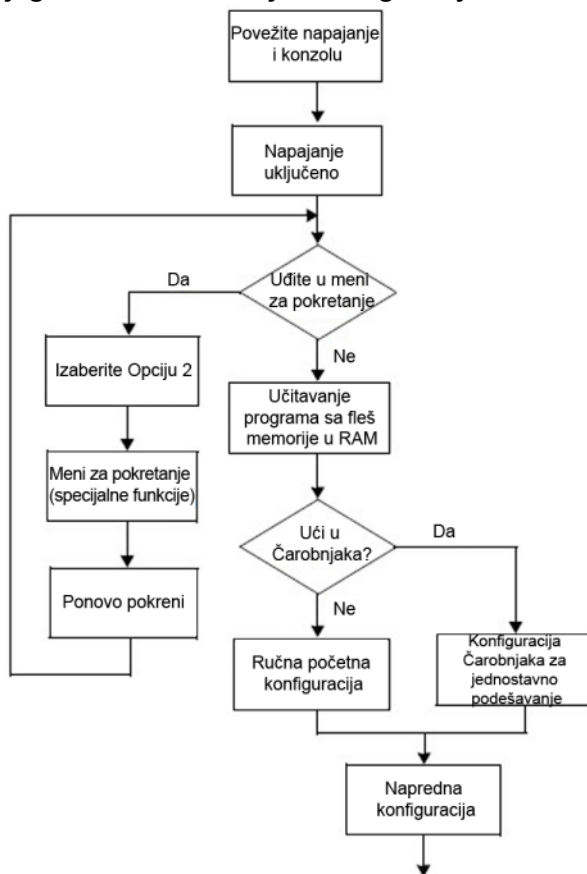 Povežite napajanje
i konzolu
Napajanje
uključeno
Uđite u meni
za pokretanje
Da
Ne
Izaberite Opciju 2
Učitavanje
programa sa fleš
memorije u RAM
Meni za pokretanje
(specijalne funkcije)
Ući u
Čarobnjaka?
Da
Ne
Ponovo pokreni
Ručna početna
konfiguracija
Konfiguracija
Čarobnjaka za
jednostavno
podešavanje
Napredna
konfiguracija